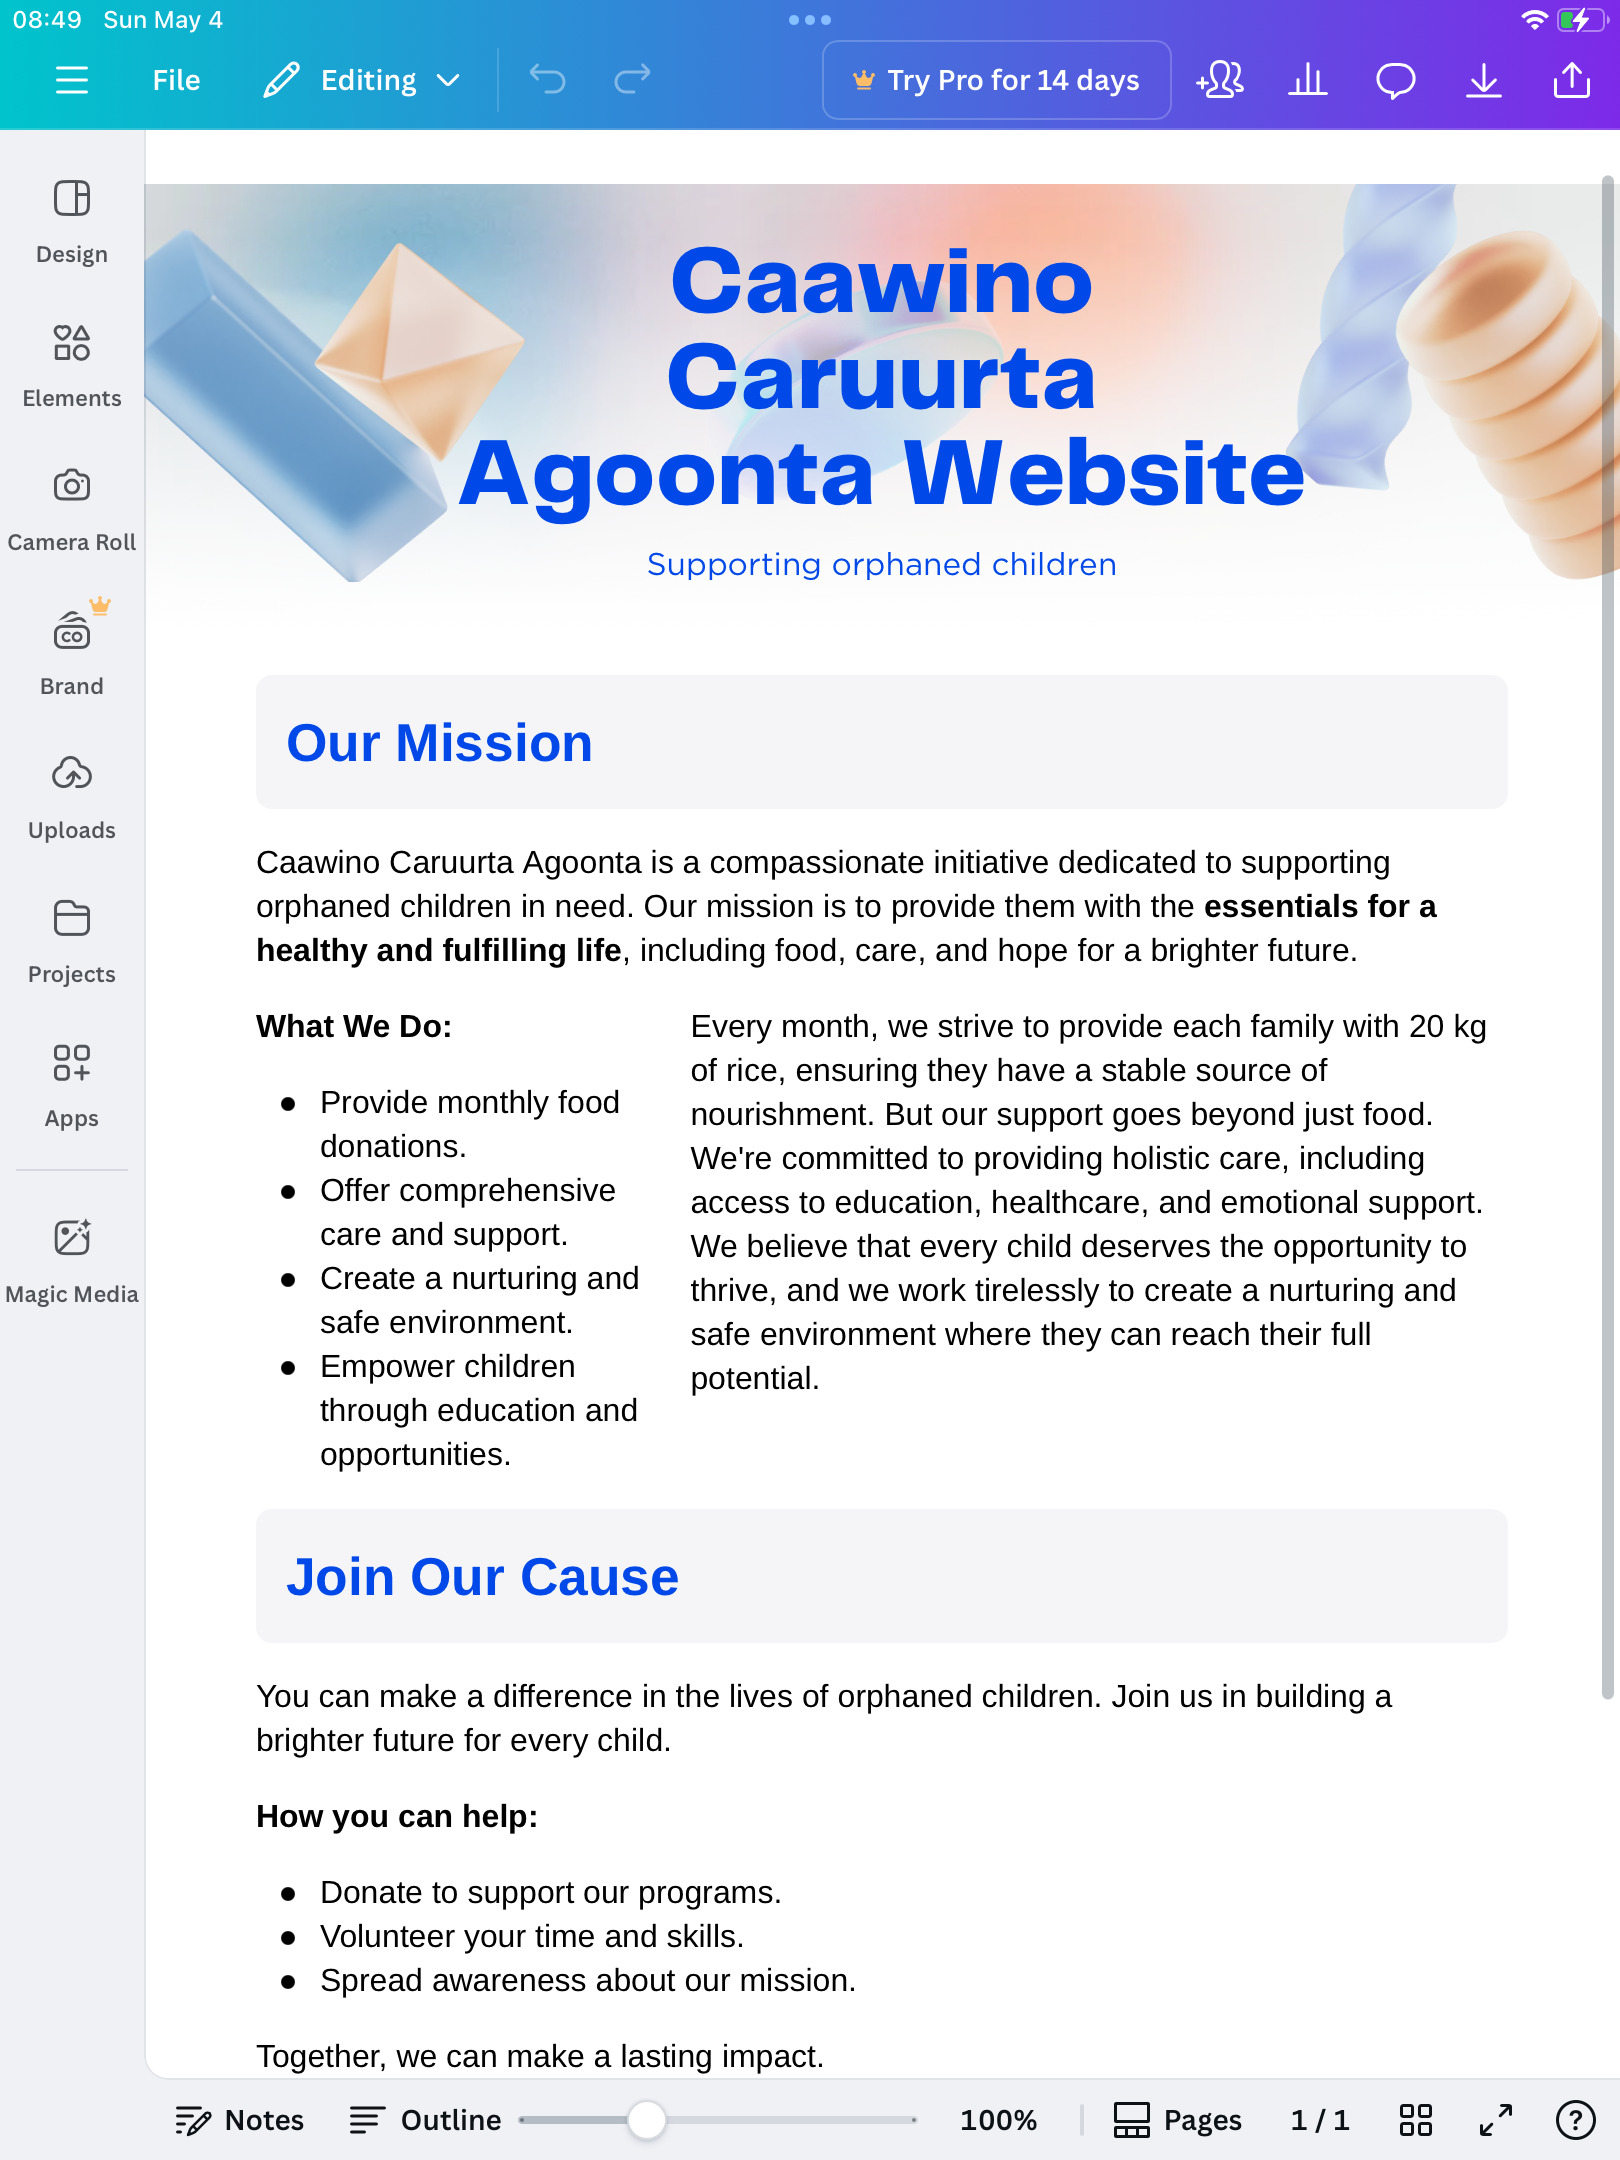 08:49 Sun May 4
File Editing Try Pro for 14 days
Design
Elements
Camera Roll
CO
Brand
Uploads
Projects
Apps
Magic Media
Caawino
Caruurta
Agoonta Website
Supporting orphaned children
Our Mission
Caawino Caruurta Agoonta is a compassionate initiative dedicated to supporting
orphaned children in need. Our mission is to provide them with the essentials for a
healthy and fulfilling life, including food, care, and hope for a brighter future.
What We Do:
● Provide monthly food
donations.
● Offer comprehensive
care and support.
● Create a nurturing and
safe environment.
● Empower children
through education and
opportunities.
Every month, we strive to provide each family with 20 kg
of rice, ensuring they have a stable source of
nourishment. But our support goes beyond just food.
We're committed to providing holistic care, including
access to education, healthcare, and emotional support.
We believe that every child deserves the opportunity to
thrive, and we work tirelessly to create a nurturing and
safe environment where they can reach their full
potential.
Join Our Cause
You can make a difference in the lives of orphaned children. Join us in building a
brighter future for every child.
How you can help:
● Donate to support our programs.
● Volunteer your time and skills.
● Spread awareness about our mission.
Together, we can make a lasting impact.
Notes Outline 100% Pages 1 / 1 ?